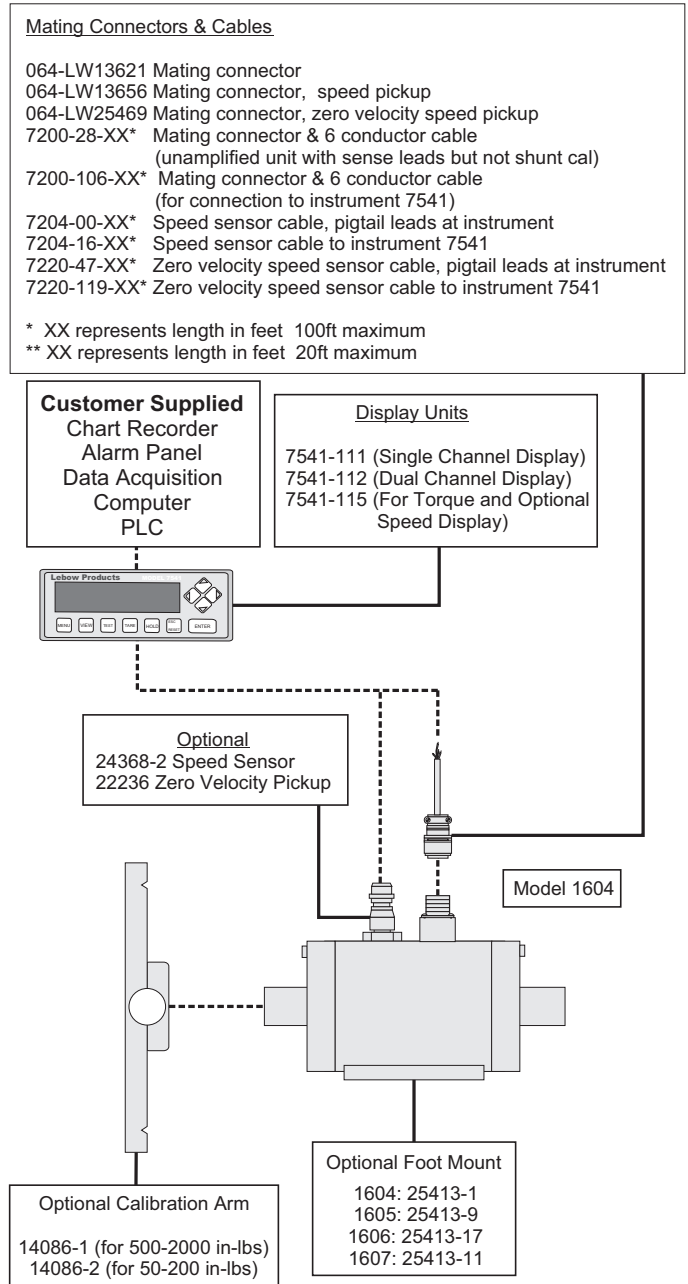 Mating Connectors & Cables
064-LW13621 Mating connector
064-LW13656 Mating connector, speed pickup
064-LW25469 Mating connector, zero velocity speed pickup
7200-28-XX* Mating connector & 6 conductor cable
(unamplified unit with sense leads but not shunt cal)
7200-106-XX* Mating connector & 6 conductor cable
(for connection to instrument 7541)
7204-00-XX* Speed sensor cable, pigtail leads at instrument
7204-16-XX* Speed sensor cable to instrument 7541
7220-47-XX* Zero velocity speed sensor cable, pigtail leads at instrument
7220-119-XX* Zero velocity speed sensor cable to instrument 7541
* XX represents length in feet 100ft maximum
** XX represents length in feet 20ft maximum
Customer Supplied
Chart Recorder
Alarm Panel
Data Acquisition
Computer
PLC
Display Units
7541-111 (Single Channel Display)
7541-112 (Dual Channel Display)
7541-115 (For Torque and Optional
Speed Display)
Lebow Products
MENU VIEW TEST TARE HOLD ESC RESET ENTER
Optional
24368-2 Speed Sensor
22236 Zero Velocity Pickup
Model 1604
Optional Foot Mount
1604: 25413-1
1605: 25413-9
1606: 25413-17
1607: 25413-11
Optional Calibration Arm
14086-1 (for 500-2000 in-lbs)
14086-2 (for 50-200 in-lbs)